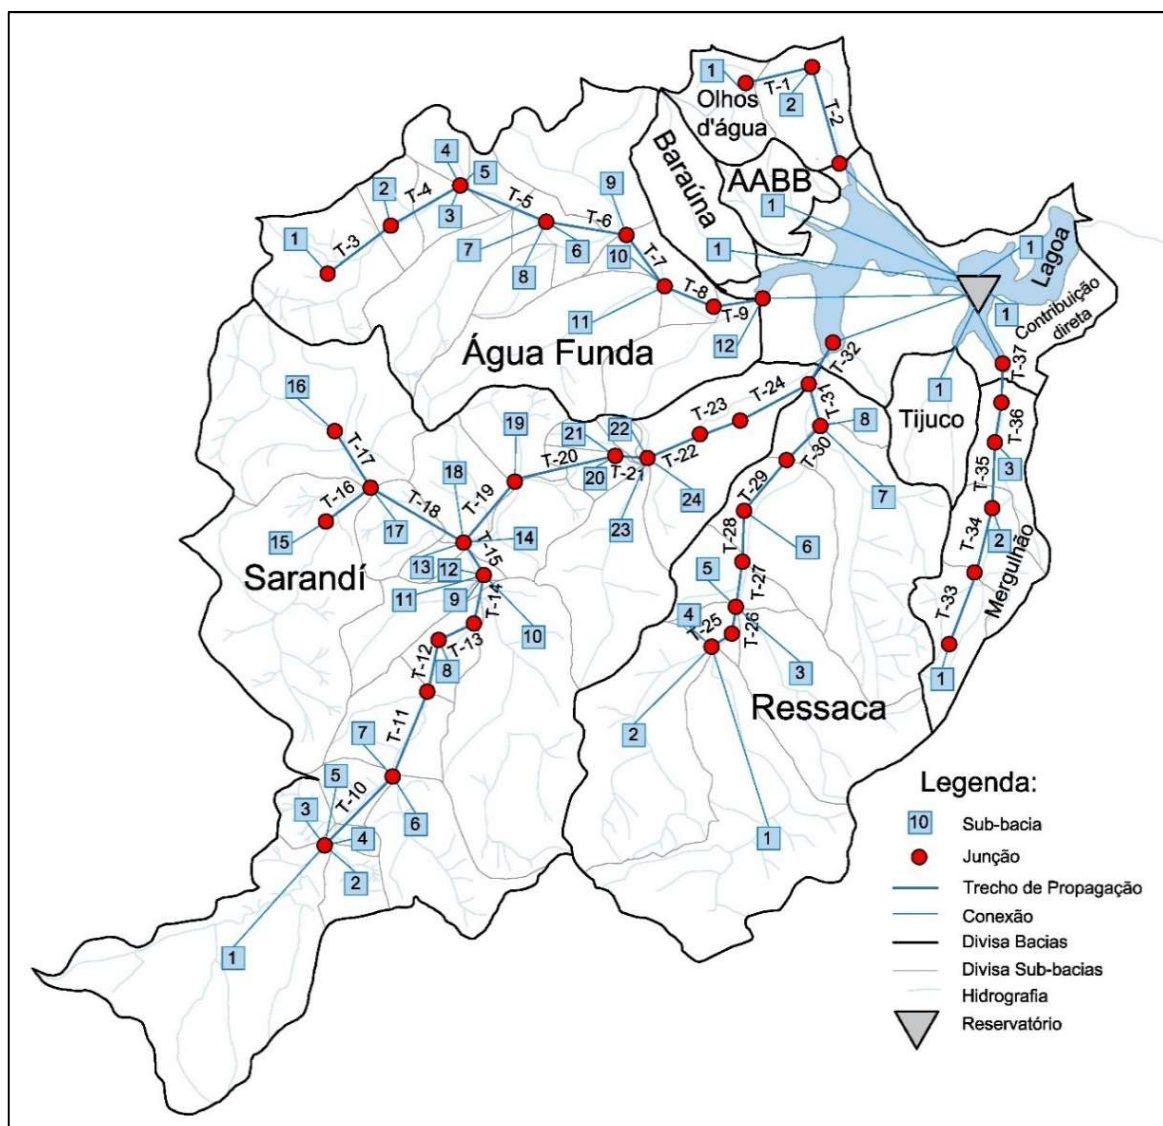 1
T-1
Olhos
d'água
2
T-2
Baraúna
AABB
1
1
4
5
2
T-4
3
T-5
9
T-6
1
T-3
7
8
6
10
T-7
T-8
T-9
11
12
Água Funda
1
Lagoa
1
Contribuição
direta
T-37
T-32
1
Tijuco
T-36
T-35
3
T-34
2
Mergulhão
T-33
1
16
T-17
T-16
15
17
T-18
18
19
T-19
T-20
21
22
20
T-21
23
T-22
24
T-23
T-24
T-31
8
T-30
7
T-29
6
T-28
T-27
5
4
T-25
T-26
3
2
1
Ressaca
Sarandí
13
12
14
T-15
11
9
T-14
10
T-13
T-12
8
T-11
7
T-10
6
5
3
4
2
1
Legenda:
10 Sub-bacia
Junção
Trecho de Propagação
Conexão
Divisa Bacias
Divisa Sub-bacias
Hidrografia
Reservatório